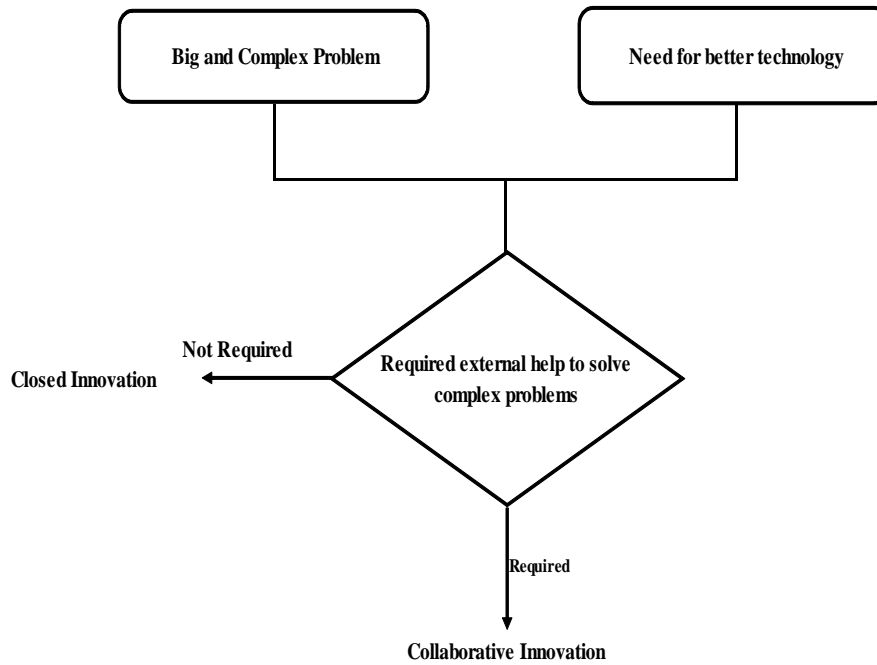 Big and Complex Problem
Need for better technology
Not Required
Closed Innovation
Required external help to solve
complex problems
Required
Collaborative Innovation